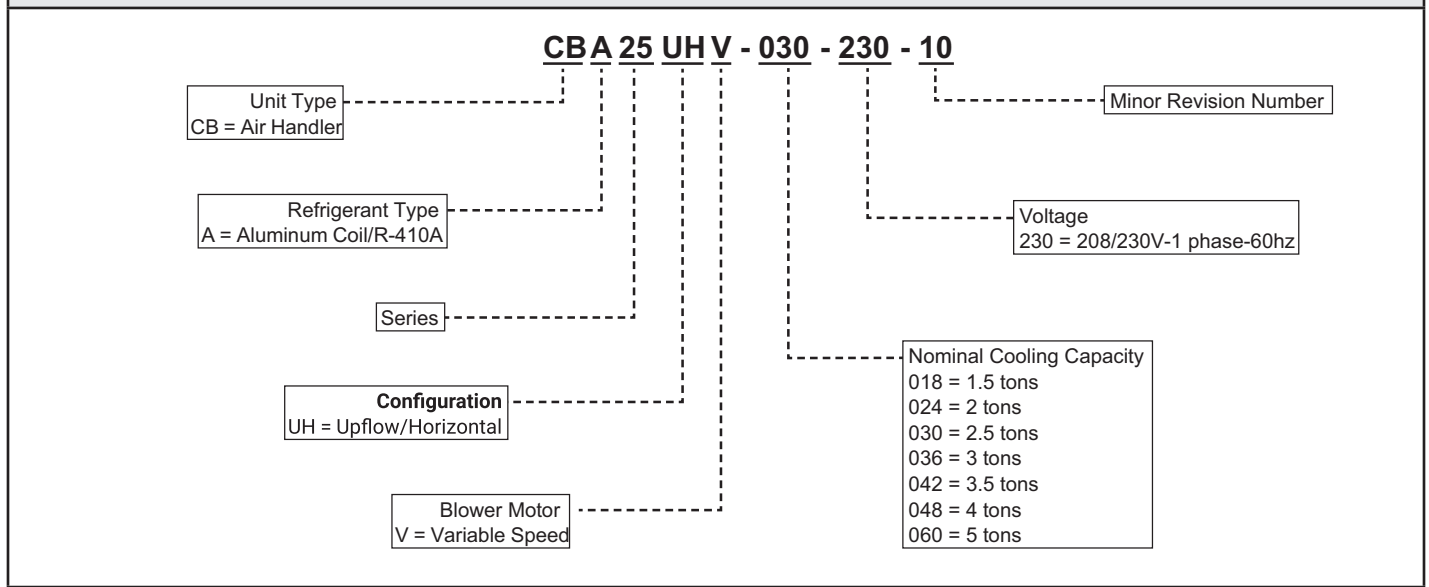 CB A 25 UH V - 030 - 230 - 10
Unit Type
CB = Air Handler
Minor Revision Number
Refrigerant Type
A = Aluminum Coil/R-410A
Voltage
230 = 208/230V-1 phase-60hz
Series
Nominal Cooling Capacity
018 = 1.5 tons
024 = 2 tons
030 = 2.5 tons
036 = 3 tons
042 = 3.5 tons
048 = 4 tons
060 = 5 tons
Configuration
UH = Upflow/Horizontal
Blower Motor
V = Variable Speed